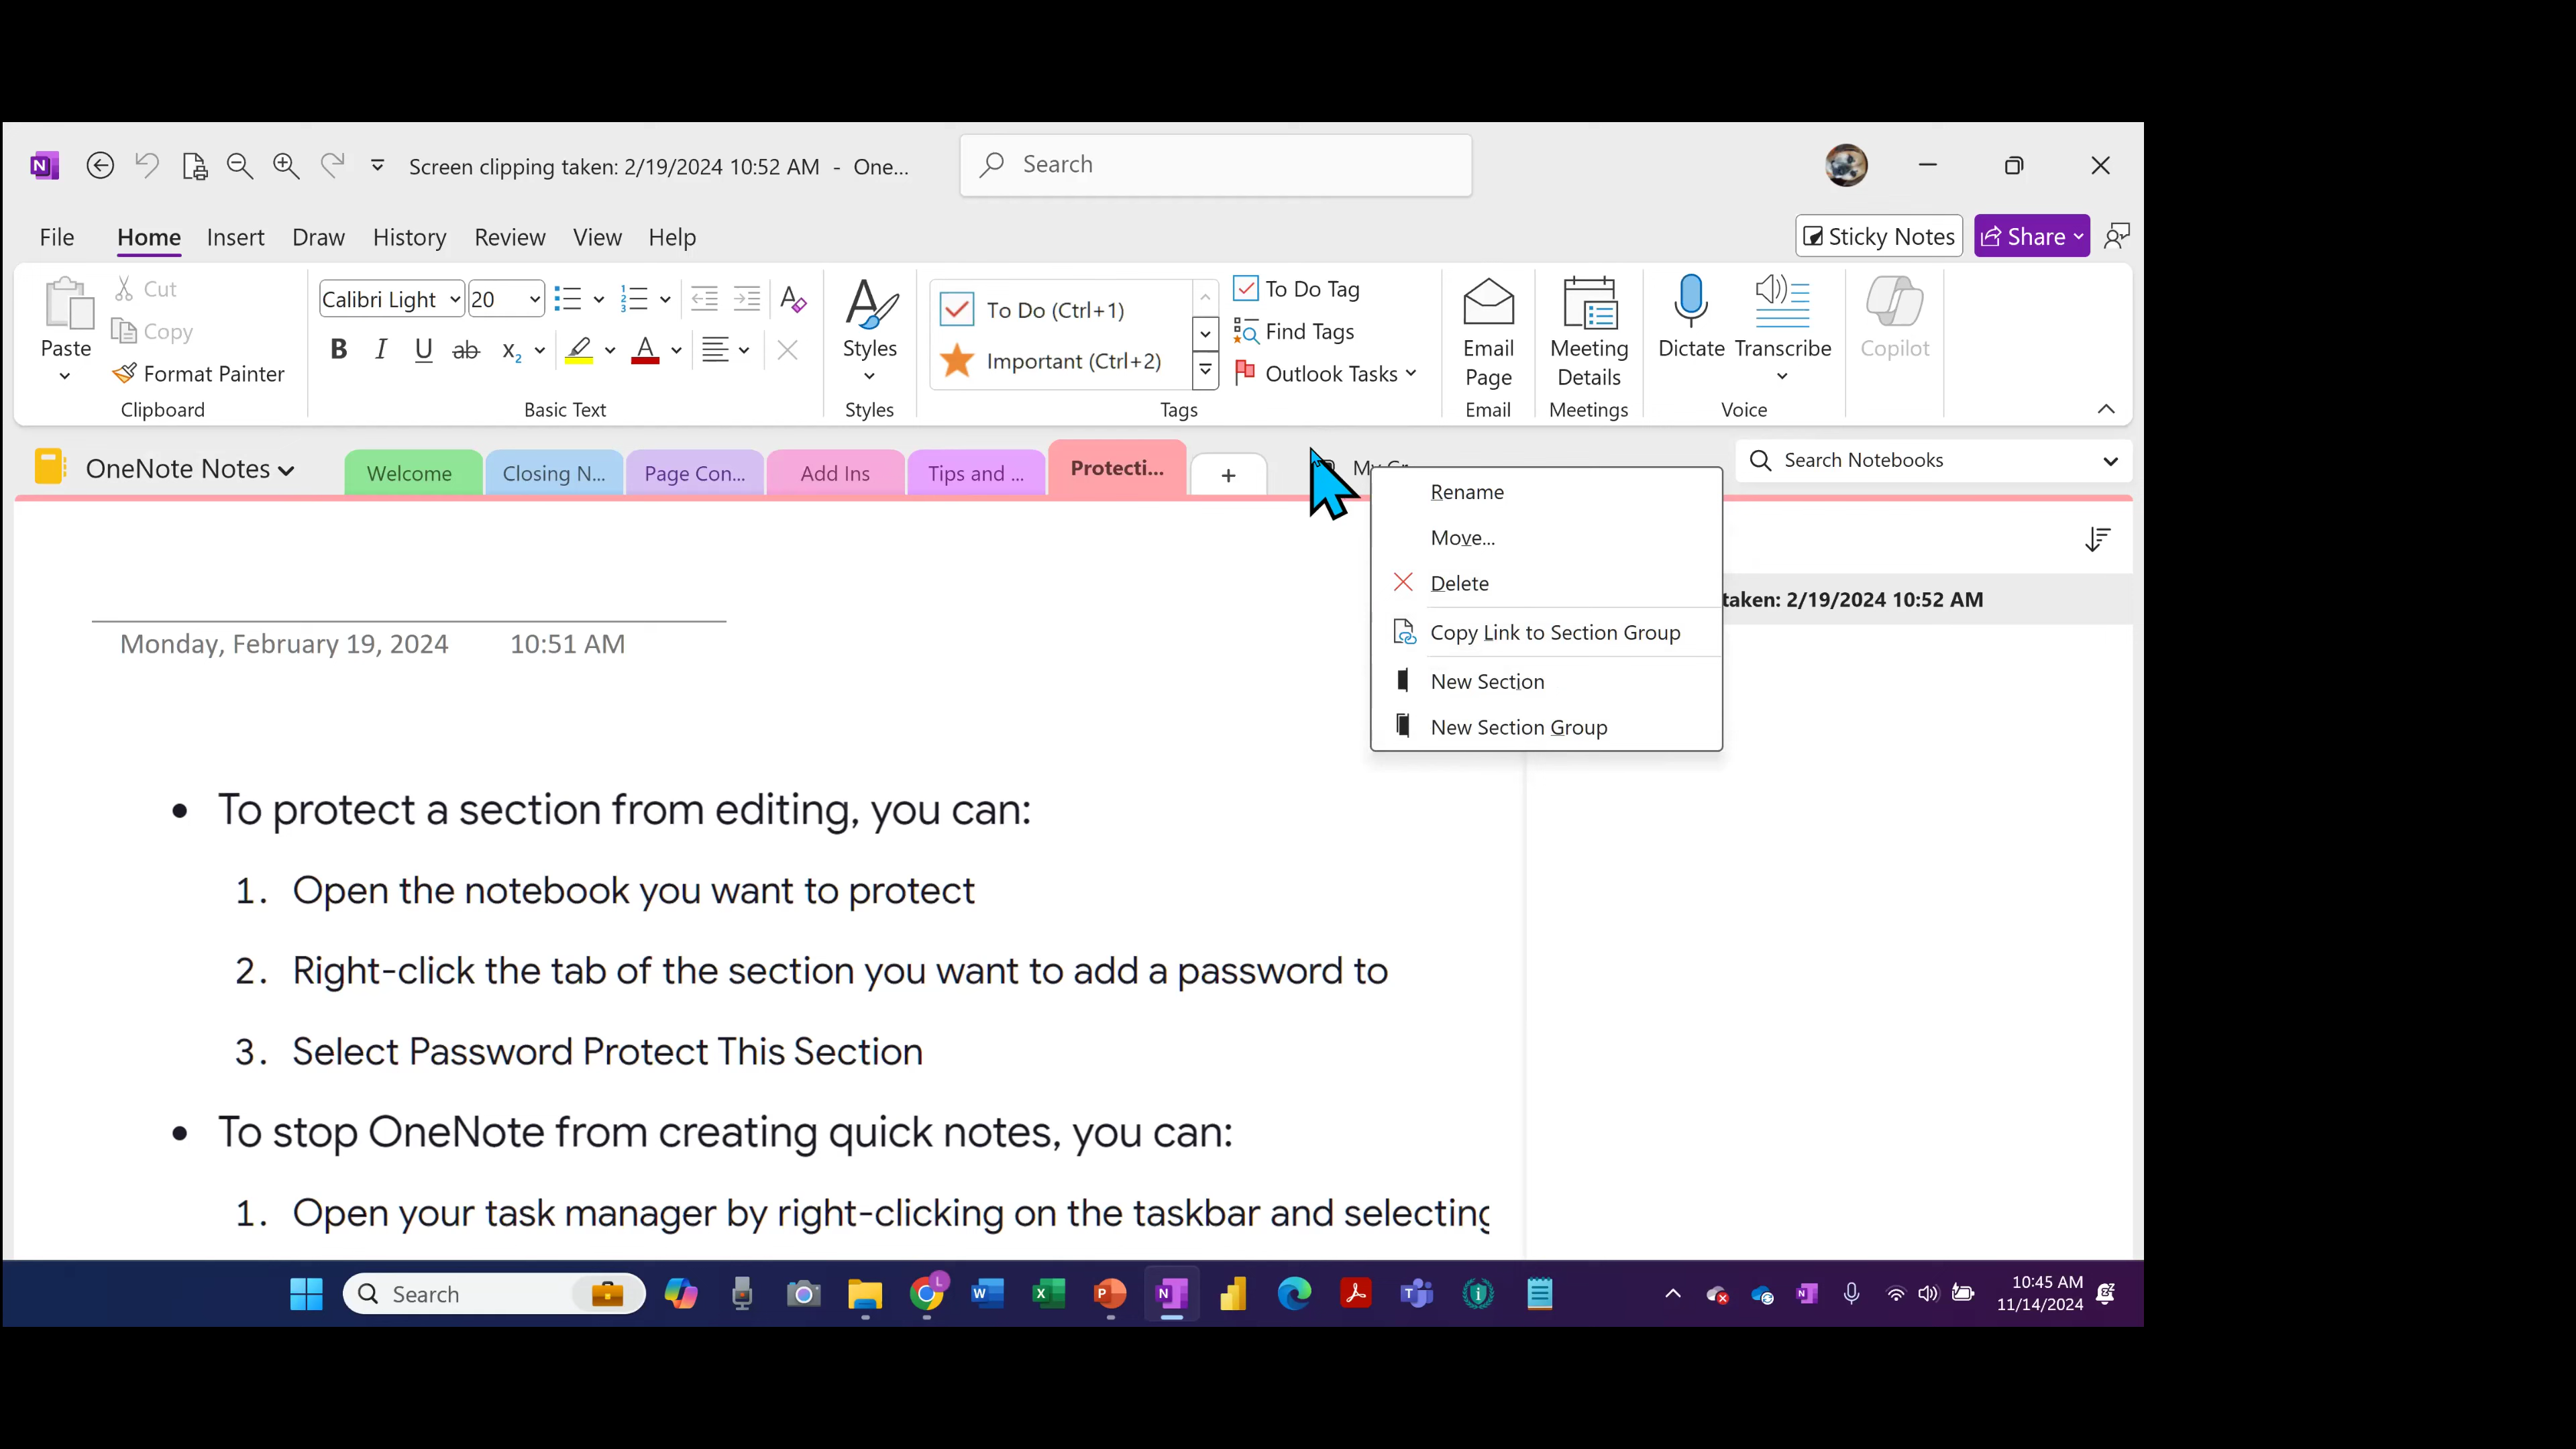 Screen clipping taken: 2/19/2024 10:52 AM - One...
Search
File Home Insert Draw History Review View Help
Sticky Notes
Share
Paste
Cut
Copy
Format Painter
Clipboard
Calibri Light 20
B I U ab x₂ A
Basic Text
Styles
Styles
To Do (Ctrl+1)
Important (Ctrl+2)
To Do Tag
Find Tags
Outlook Tasks
Tags
Email
Page
Email
Meeting
Details
Meetings
Dictate
Transcribe
Voice
Copilot
OneNote Notes
Welcome
Closing N...
Page Con...
Add Ins
Tips and ...
Protecti...
+
My Gr
Search Notebooks
Rename
Move...
Delete
Copy Link to Section Group
New Section
New Section Group
taken: 2/19/2024 10:52 AM
Monday, February 19, 2024 10:51 AM
• To protect a section from editing, you can:
1. Open the notebook you want to protect
2. Right-click the tab of the section you want to add a password to
3. Select Password Protect This Section
• To stop OneNote from creating quick notes, you can:
1. Open your task manager by right-clicking on the taskbar and selecting
Search
10:45 AM
11/14/2024